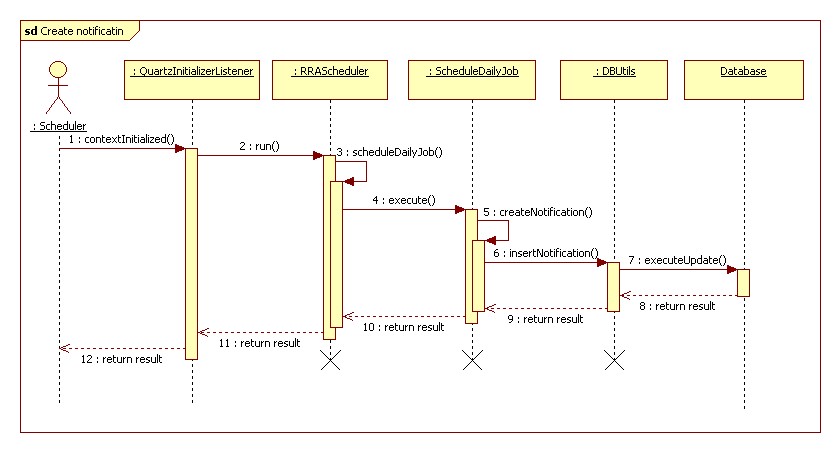 sd Create notificatin
: QuartzInitializerListener
: RRAScheduler
: ScheduleDailyJob
: DBUtils
Database
: Scheduler
1 : contextInitialized()
2 : run()
3 : scheduleDailyJob()
4 : execute()
5 : createNotification()
6 : insertNotification()
7 : executeUpdate()
8 : return result
9 : return result
10 : return result
11 : return result
12 : return result